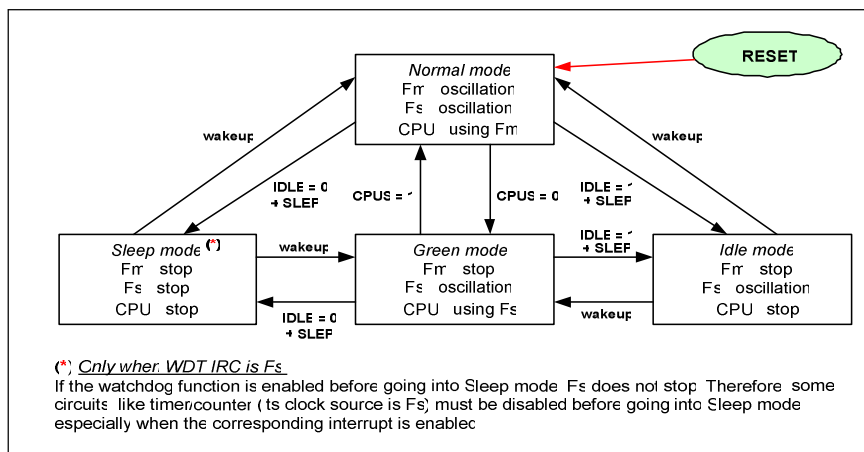 RESET
Normal mode
Fm oscillation
Fs oscillation
CPU using Fm
wakeup
wakeup
IDLE = 0
+ SLEP
CPUS = 1
CPUS = 0
IDLE = 1
+ SLEP
Sleep mode (*)
Fm stop
Fs stop
CPU stop
wakeup
IDLE = 0
+ SLEP
Green mode
Fm stop
Fs oscillation
CPU using Fs
IDLE = 1
+ SLEP
wakeup
Idle mode
Fm stop
Fs oscillation
CPU stop
(*) Only when WDT IRC is Fs
If the watchdog function is enabled before going into Sleep mode Fs does not stop Therefore some
circuits like timer/counter (its clock source is Fs) must be disabled before going into Sleep mode
especially when the corresponding interrupt is enabled